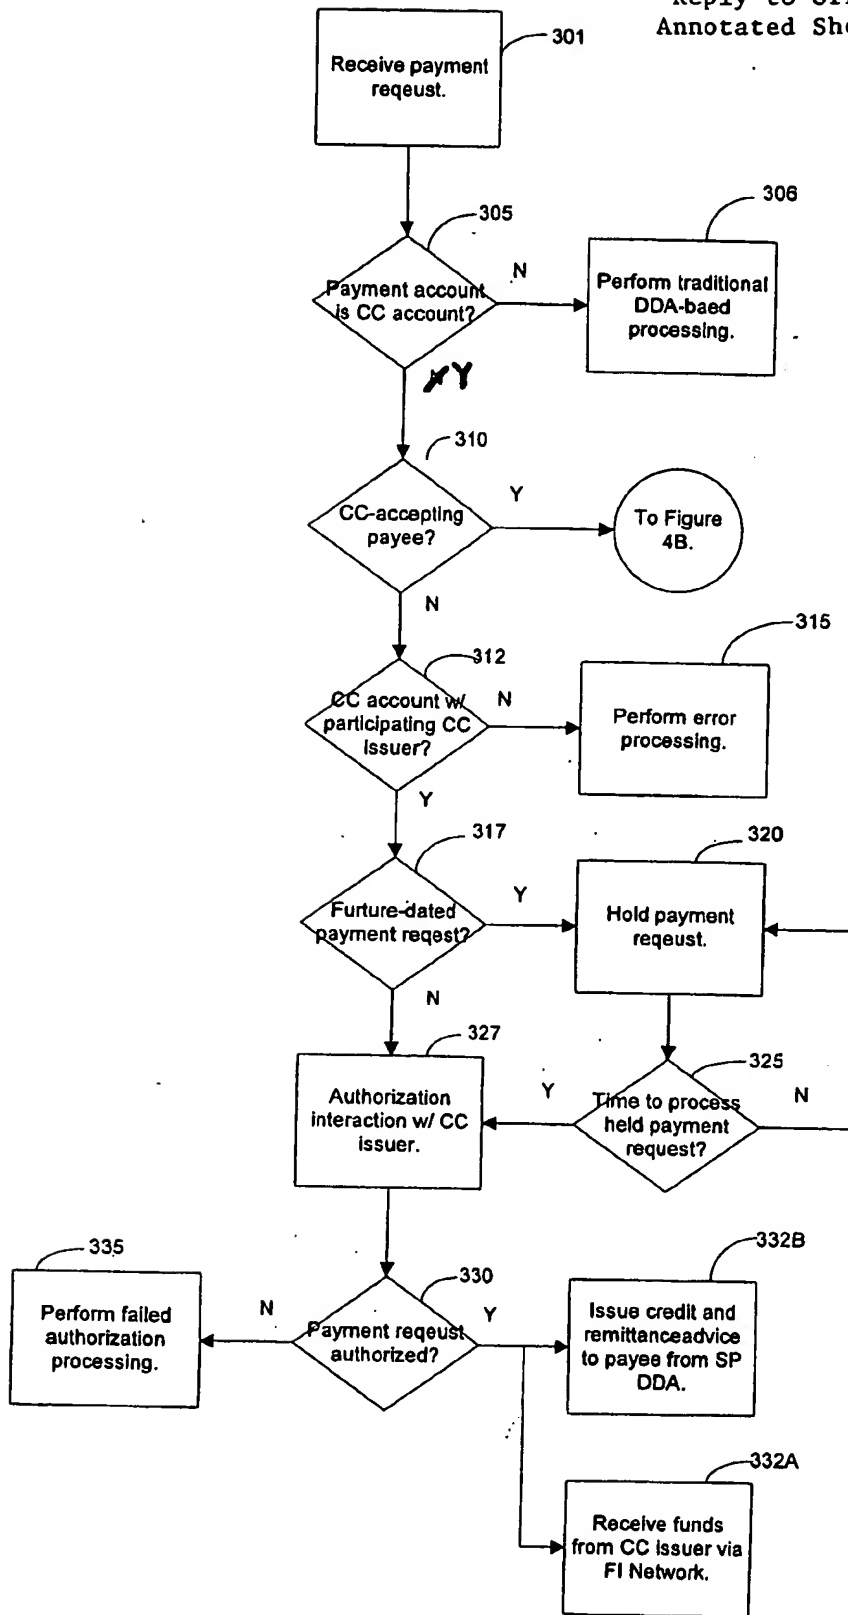 Reply to
Annotated
301
Receive payment
reqeust.
305
306
Payment account
is CC account?
N
Perform traditional
DDA-baed
processing.
Y
310
CC-accepting
payee?
Y
To Figure
4B.
N
312
315
CC account w/
participating CC
issuer?
N
Perform error
processing.
Y
317
320
Furture-dated
payment reqest?
Y
Hold payment
reqeust.
N
327
325
Authorization
interaction w/ CC
issuer.
Y
Time to process
held payment
request?
N
335
330
332B
Perform failed
authorization
processing.
N
Payment reqeust
authorized?
Y
Issue credit and
remittanceadvice
to payee from SP
DDA.
332A
Receive funds
from CC issuer via
FI Network.